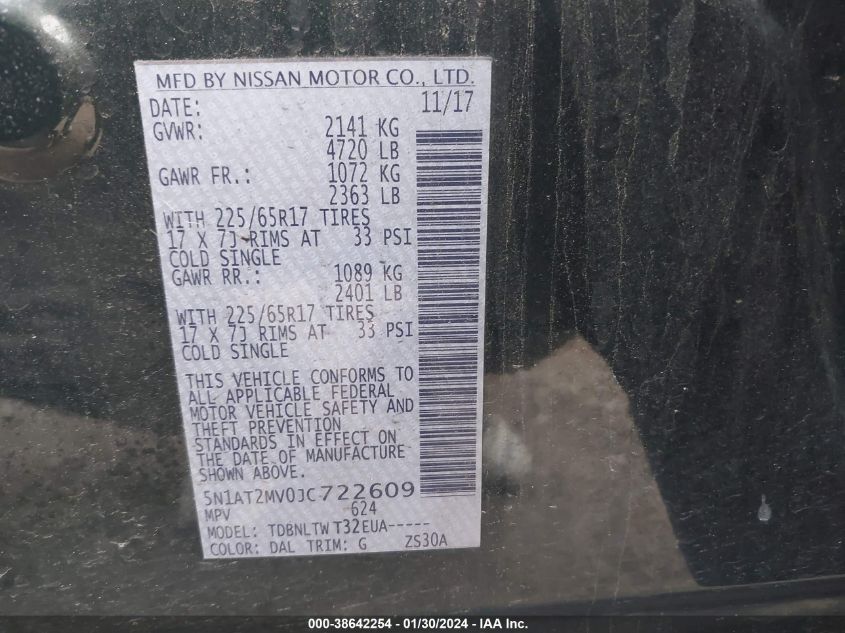 MFD BY NISSAN MOTOR CO., LTD.
DATE: 11/17
GVWR: 2141 KG
4720 LB
GAWR FR.: 1072 KG
2363 LB
WITH 225/65R17 TIRES
17 X 7J RIMS AT 33 PSI
COLD SINGLE
GAWR RR.: 1089 KG
2401 LB
WITH 225/65R17 TIRES
17 X 7J RIMS AT 33 PSI
COLD SINGLE
THIS VEHICLE CONFORMS TO
ALL APPLICABLE FEDERAL
MOTOR VEHICLE SAFETY AND
THEFT PREVENTION
STANDARDS IN EFFECT ON
THE DATE OF MANUFACTURE
SHOWN ABOVE.
5N1AT2MV0JC722609
MPV 624
MODEL: TDBNLTW T32EUA-----
COLOR: DAL TRIM: G ZS30A
000-38642254 - 01/30/2024 - IAA Inc.